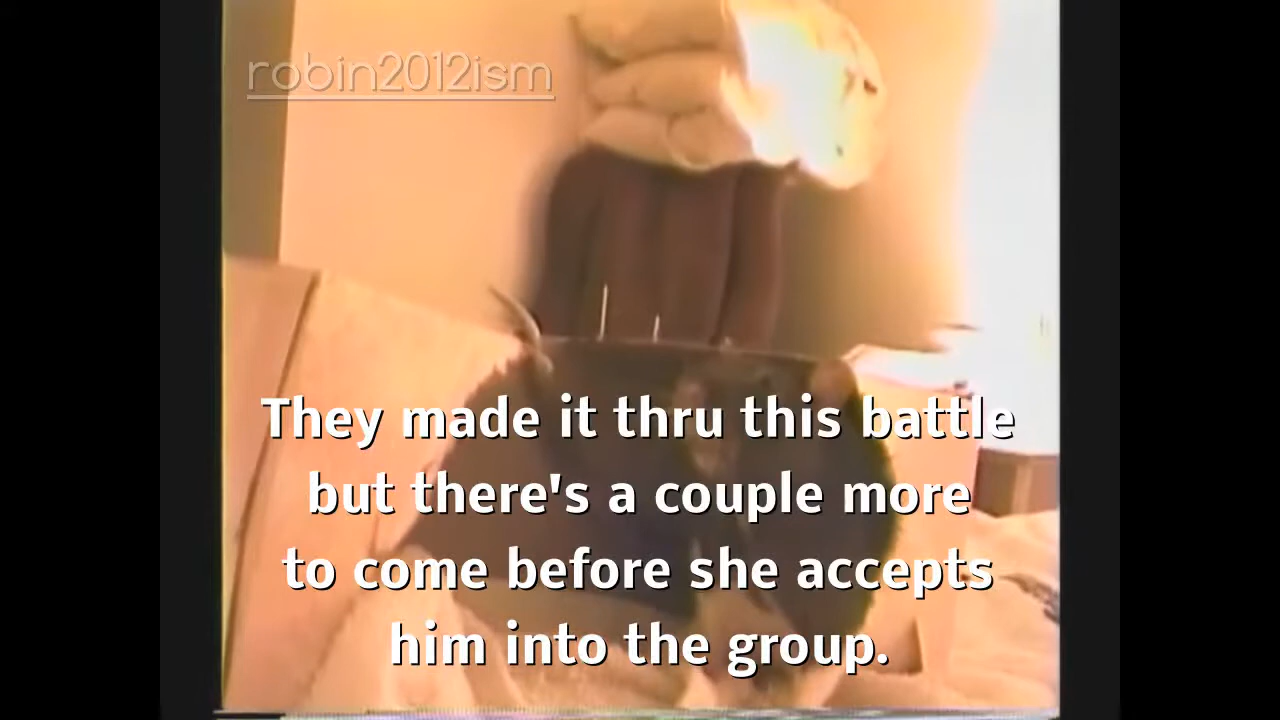 robin2012ism
They made it thru this battle
but there's a couple more
to come before she accepts
him into the group.